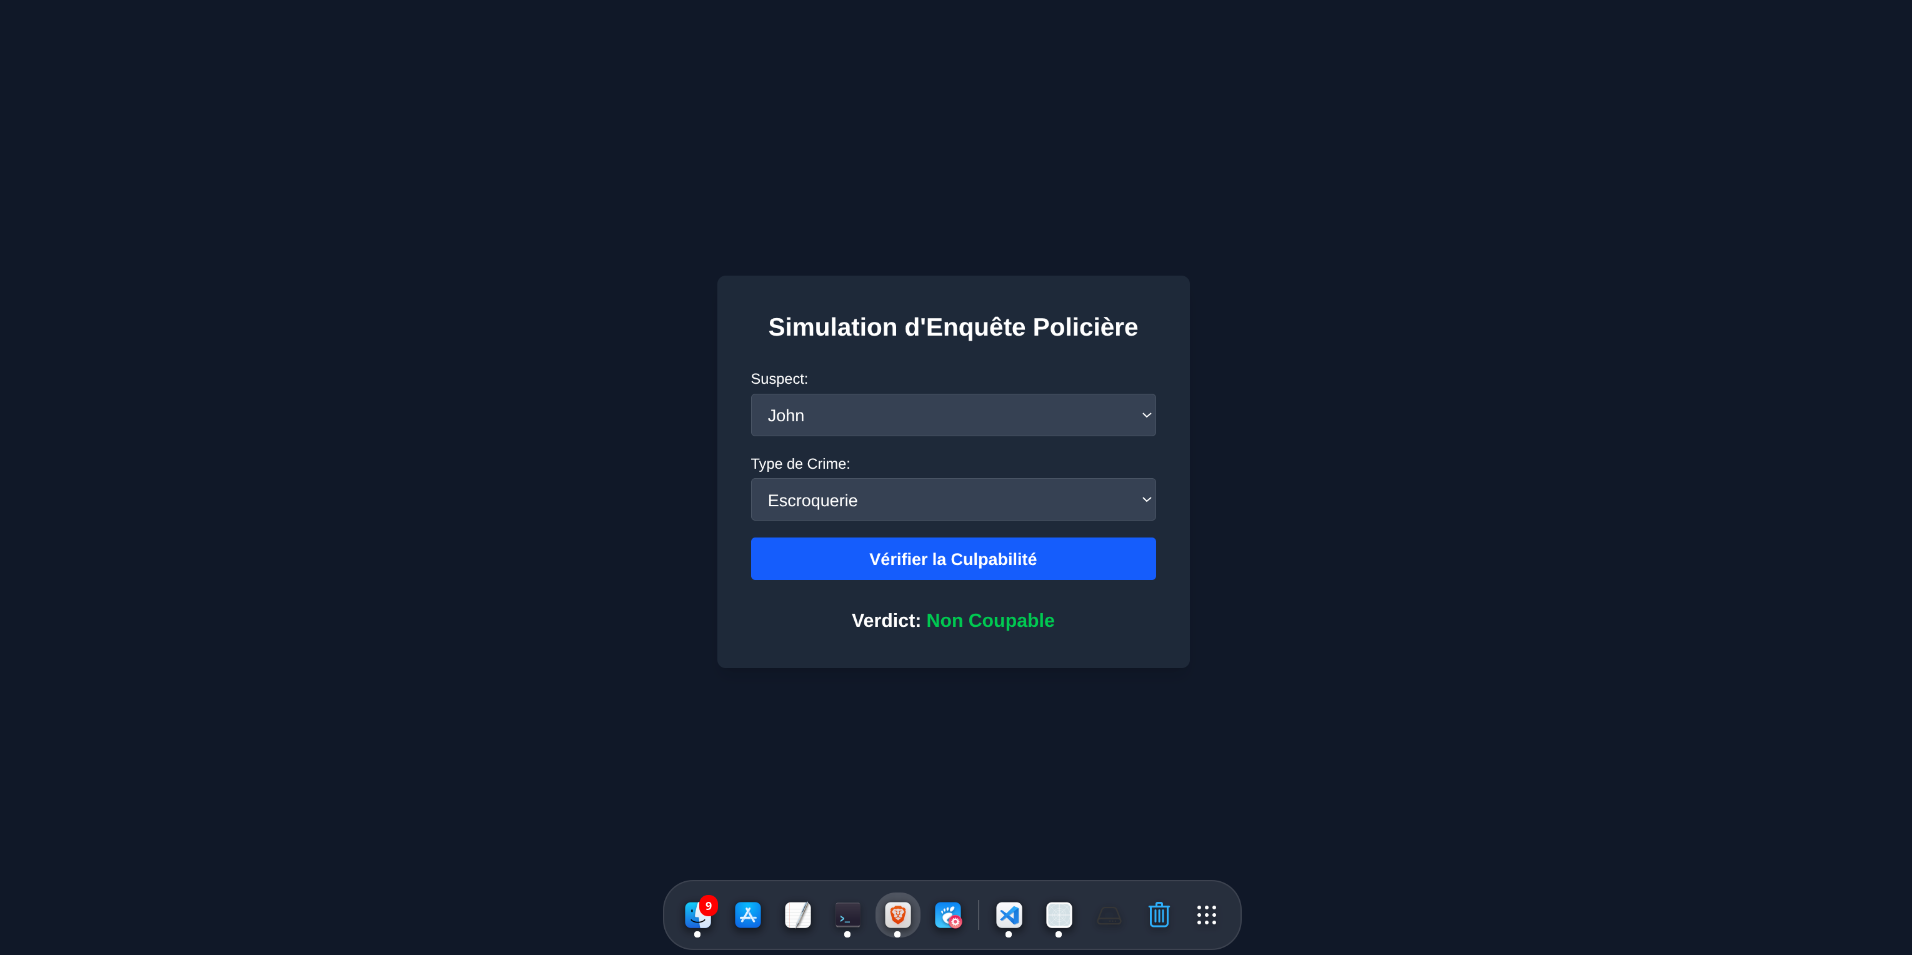 Simulation d'Enquête Policière
Suspect:
John
Type de Crime:
Escroquerie
Vérifier la Culpabilité
Verdict: Non Coupable
9